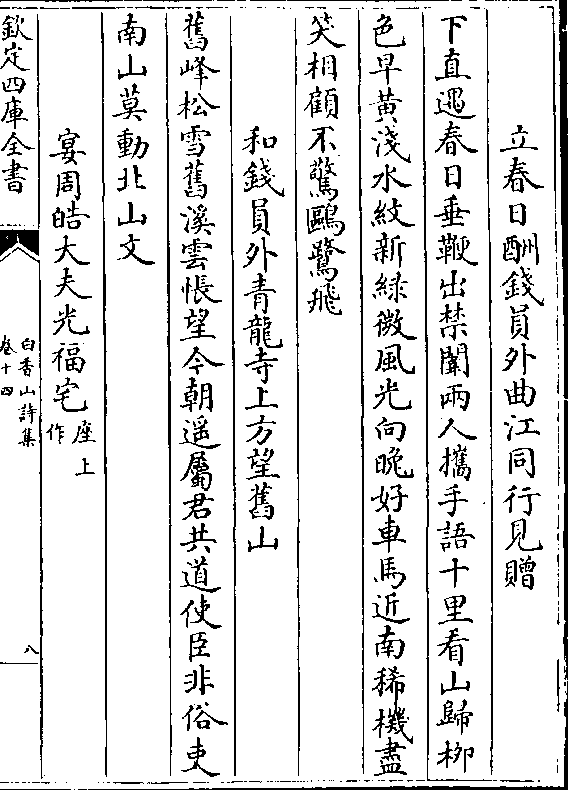 立春日酬錢員外曲江同行見贈
下直遇春日垂鞭出禁闈兩人攜手語十里看山歸柳
色早黃淺水紋新綠微風光向晚好車馬近南稀機盡
笑相顧不驚鷗鷺飛
和錢員外青龍寺上方望舊山
舊峰松雪舊溪雲悵望今朝遥屬君共道使臣非俗吏
南山莫動北山文
宴周皓大夫光福宅座上作
欽定四庫全書
白香山詩集
卷十四
八